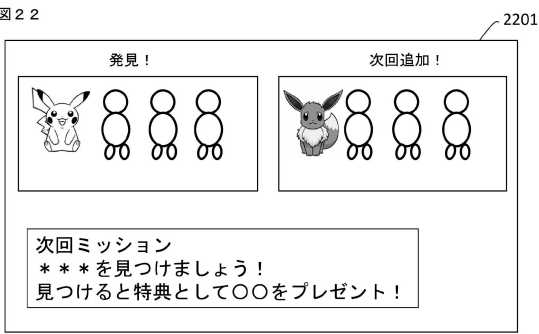 図２２
2201
発見！
次回追加！
次回ミッション
＊＊＊を見つけましょう！
見つけると特典として〇〇をプレゼント！